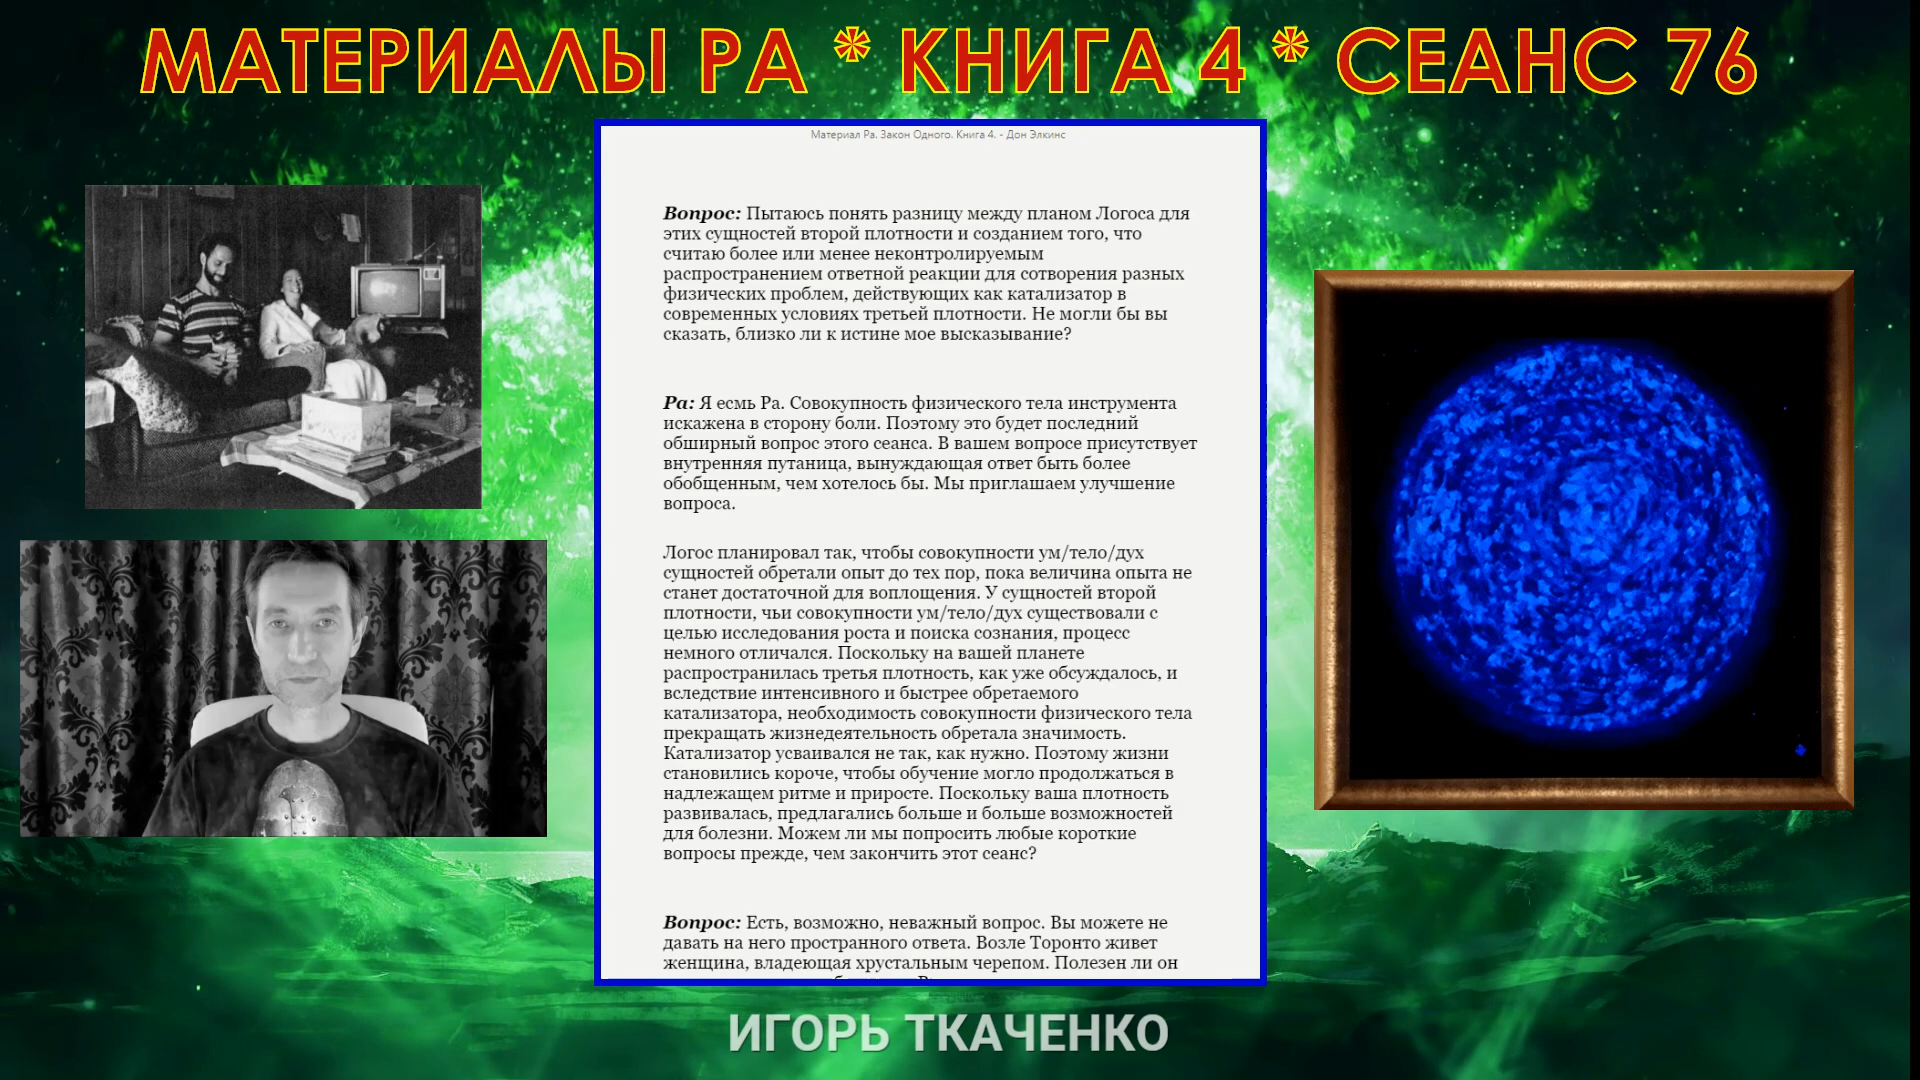 МАТЕРИАЛЫ РА * КНИГА 4 * СЕАНС 76
Материал Ра. Закон Одного. Книга 4. - Дон Элкинс
Вопрос: Пытаюсь понять разницу между планом Логоса для
этих сущностей второй плотности и созданием того, что
считаю более или менее неконтролируемым
распространением ответной реакции для сотворения разных
физических проблем, действующих как катализатор в
современных условиях третьей плотности. Не могли бы вы
сказать, близко ли к истине мое высказывание?
Ра: Я есмь Ра. Совокупность физического тела инструмента
искажена в сторону боли. Поэтому это будет последний
обширный вопрос этого сеанса. В вашем вопросе присутствует
внутренняя путаница, вынуждающая ответ быть более
обобщенным, чем хотелось бы. Мы приглашаем улучшение
вопроса.
Логос планировал так, чтобы совокупности ум/тело/дух
сущностей обретали опыт до тех пор, пока величина опыта не
станет достаточной для воплощения. У сущностей второй
плотности, чьи совокупности ум/тело/дух существовали с
целью исследования роста и поиска сознания, процесс
немного отличался. Поскольку на вашей планете
распространилась третья плотность, как уже обсуждалось, и
вследствие интенсивного и быстрее обретаемого
катализатора, необходимость совокупности физического тела
прекращать жизнедеятельность обретала значимость.
Катализатор усваивался не так, как нужно. Поэтому жизни
становились короче, чтобы обучение могло продолжаться в
надлежащем ритме и приросте. Поскольку ваша плотность
развивалась, предлагались больше и больше возможностей
для болезни. Можем ли мы попросить любые короткие
вопросы прежде, чем закончить этот сеанс?
Вопрос: Есть, возможно, неважный вопрос. Вы можете не
давать на него пространного ответа. Возле Торонто живет
женщина, владеющая хрустальным черепом. Полезен ли он
ИГОРЬ ТКАЧЕНКО